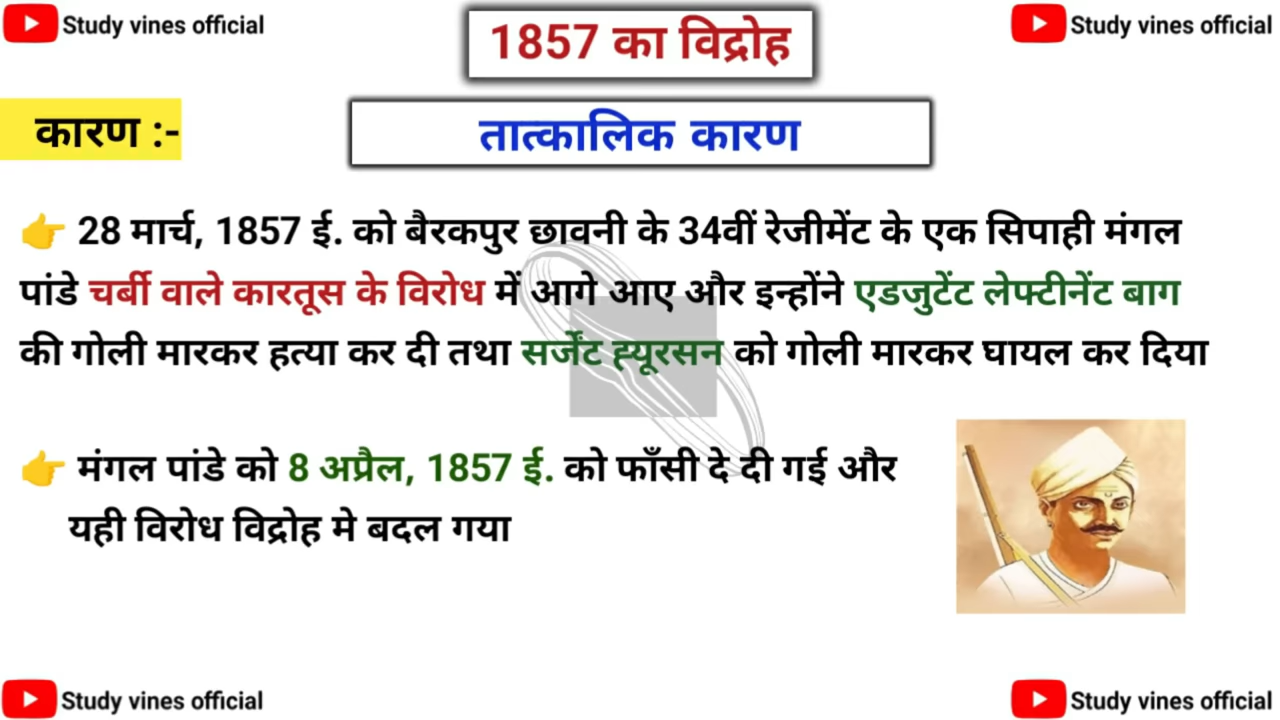 Study vines official
Study vines official
1857 का विद्रोह
कारण :-
तात्कालिक कारण
👉 28 मार्च, 1857 ई. को बैरकपुर छावनी के 34वीं रेजीमेंट के एक सिपाही मंगल
पांडे चर्बी वाले कारतूस के विरोध में आगे आए और इन्होंने एडजुटेंट लेफ्टीनेंट बाग
की गोली मारकर हत्या कर दी तथा सर्जेंट ह्यूरसन को गोली मारकर घायल कर दिया
👉 मंगल पांडे को 8 अप्रैल, 1857 ई. को फाँसी दे दी गई और
यही विरोध विद्रोह मे बदल गया
Study vines official
Study vines official